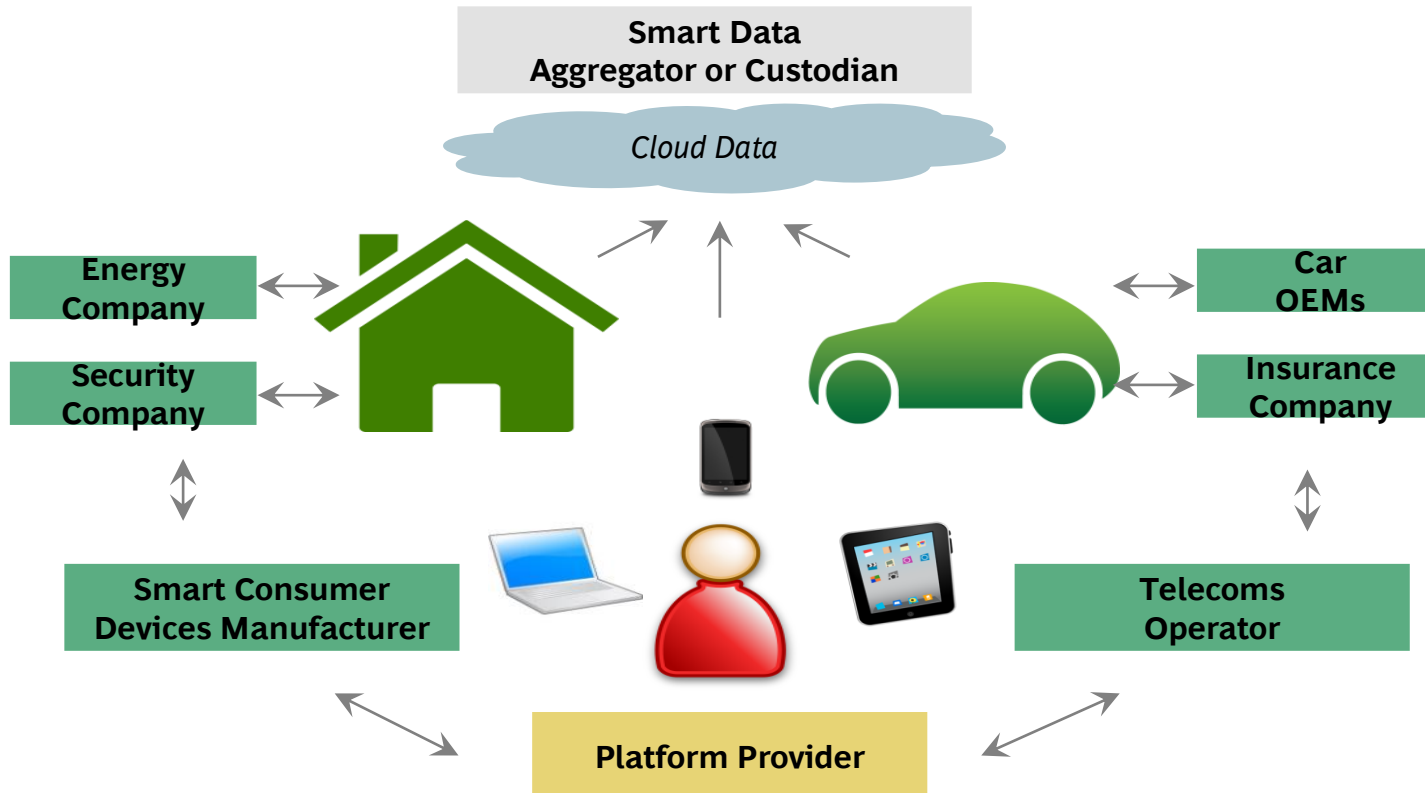 Smart Data
Aggregator or Custodian
Cloud Data
Energy
Company
Car
OEMs
Security
Company
Insurance
Company
Smart Consumer
Devices Manufacturer
Telecoms
Operator
Platform Provider